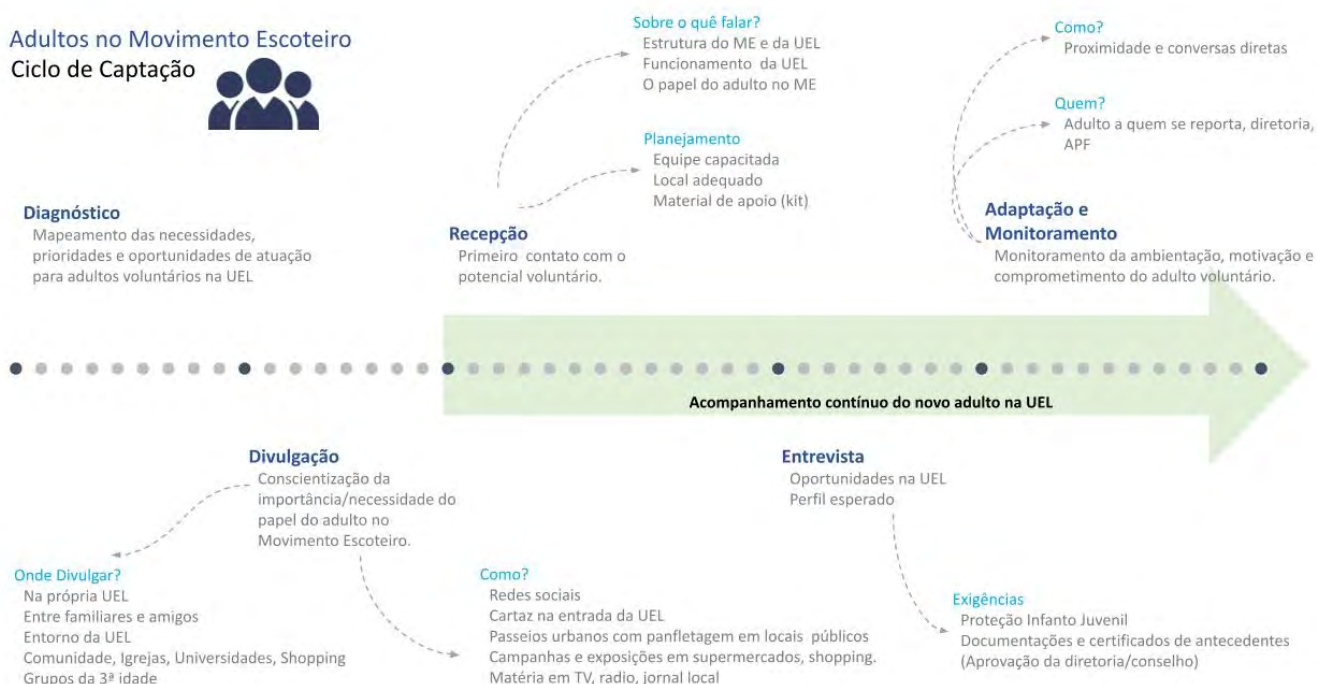 Adultos no Movimento Escoteiro
Ciclo de Captação
Diagnóstico
Mapeamento das necessidades,
prioridades e oportunidades de atuação
para adultos voluntários na UEL
Sobre o quê falar?
Estrutura do ME e da UEL
Funcionamento da UEL
O papel do adulto no ME
Planejamento
Equipe capacitada
Local adequado
Material de apoio (kit)
Recepção
Primeiro contato com o
potencial voluntário.
Como?
Proximidade e conversas diretas
Quem?
Adulto a quem se reporta, diretoria,
APF
Adaptação e
Monitoramento
Monitoramento da ambientação, motivação e
comprometimento do adulto voluntário.
Acompanhamento contínuo do novo adulto na UEL
Divulgação
Conscientização da
importância/necessidade do
papel do adulto no
Movimento Escoteiro.
Onde Divulgar?
Na própria UEL
Entre familiares e amigos
Entorno da UEL
Comunidade, Igrejas, Universidades, Shopping
Grupos da 3ª idade
Como?
Redes sociais
Cartaz na entrada da UEL
Passeios urbanos com panfletagem em locais públicos
Campanhas e exposições em supermercados, shopping.
Matéria em TV, radio, jornal local
Entrevista
Oportunidades na UEL
Perfil esperado
Exigências
Proteção Infanto Juvenil
Documentações e certificados de antecedentes
(Aprovação da diretoria/conselho)